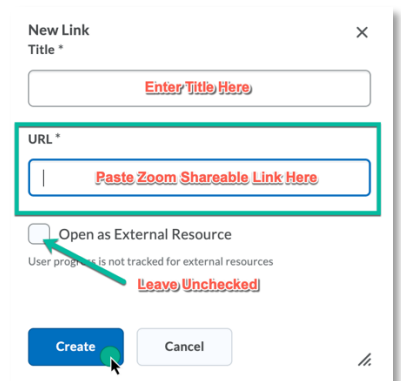 New Link
Title *
Enter Title Here
URL *
Paste Zoom Shareable Link Here
Open as External Resource
User progress is not tracked for external resources
Leave Unchecked
Create Cancel